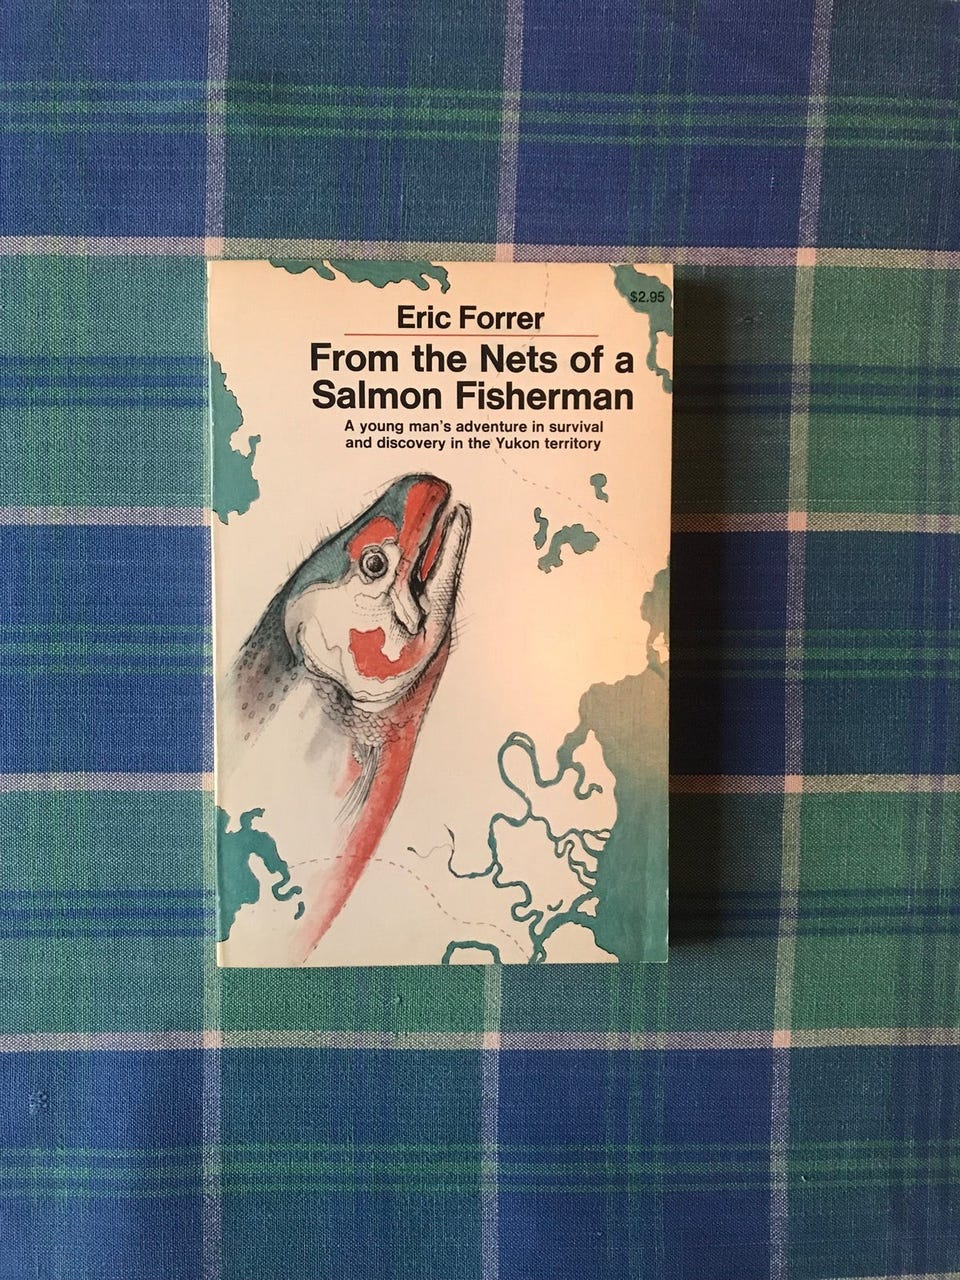 $2.95
Eric Forrer
From the Nets of a
Salmon Fisherman
A young man's adventure in survival
and discovery in the Yukon territory